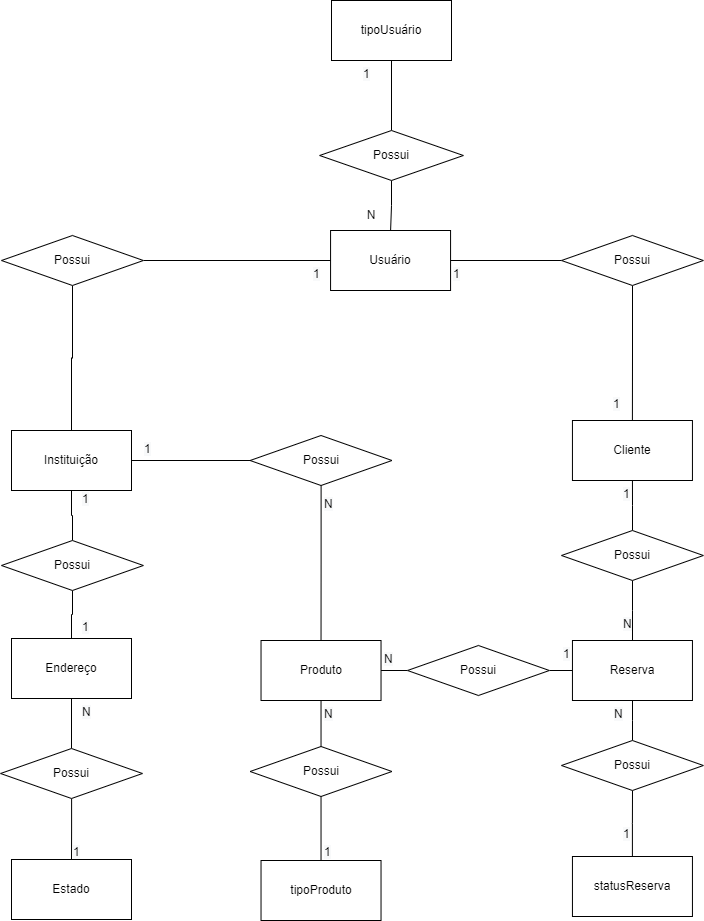 tipoUsuário
1
Possui
N
Possui
1
Usuário
1
Possui
1
Instituição
1
Possui
N
1
Cliente
1
Possui
Possui
N
1
Endereço
Produto
N
Possui
1
Reserva
N
N
N
Possui
Possui
Possui
1
1
1
Estado
tipoProduto
statusReserva